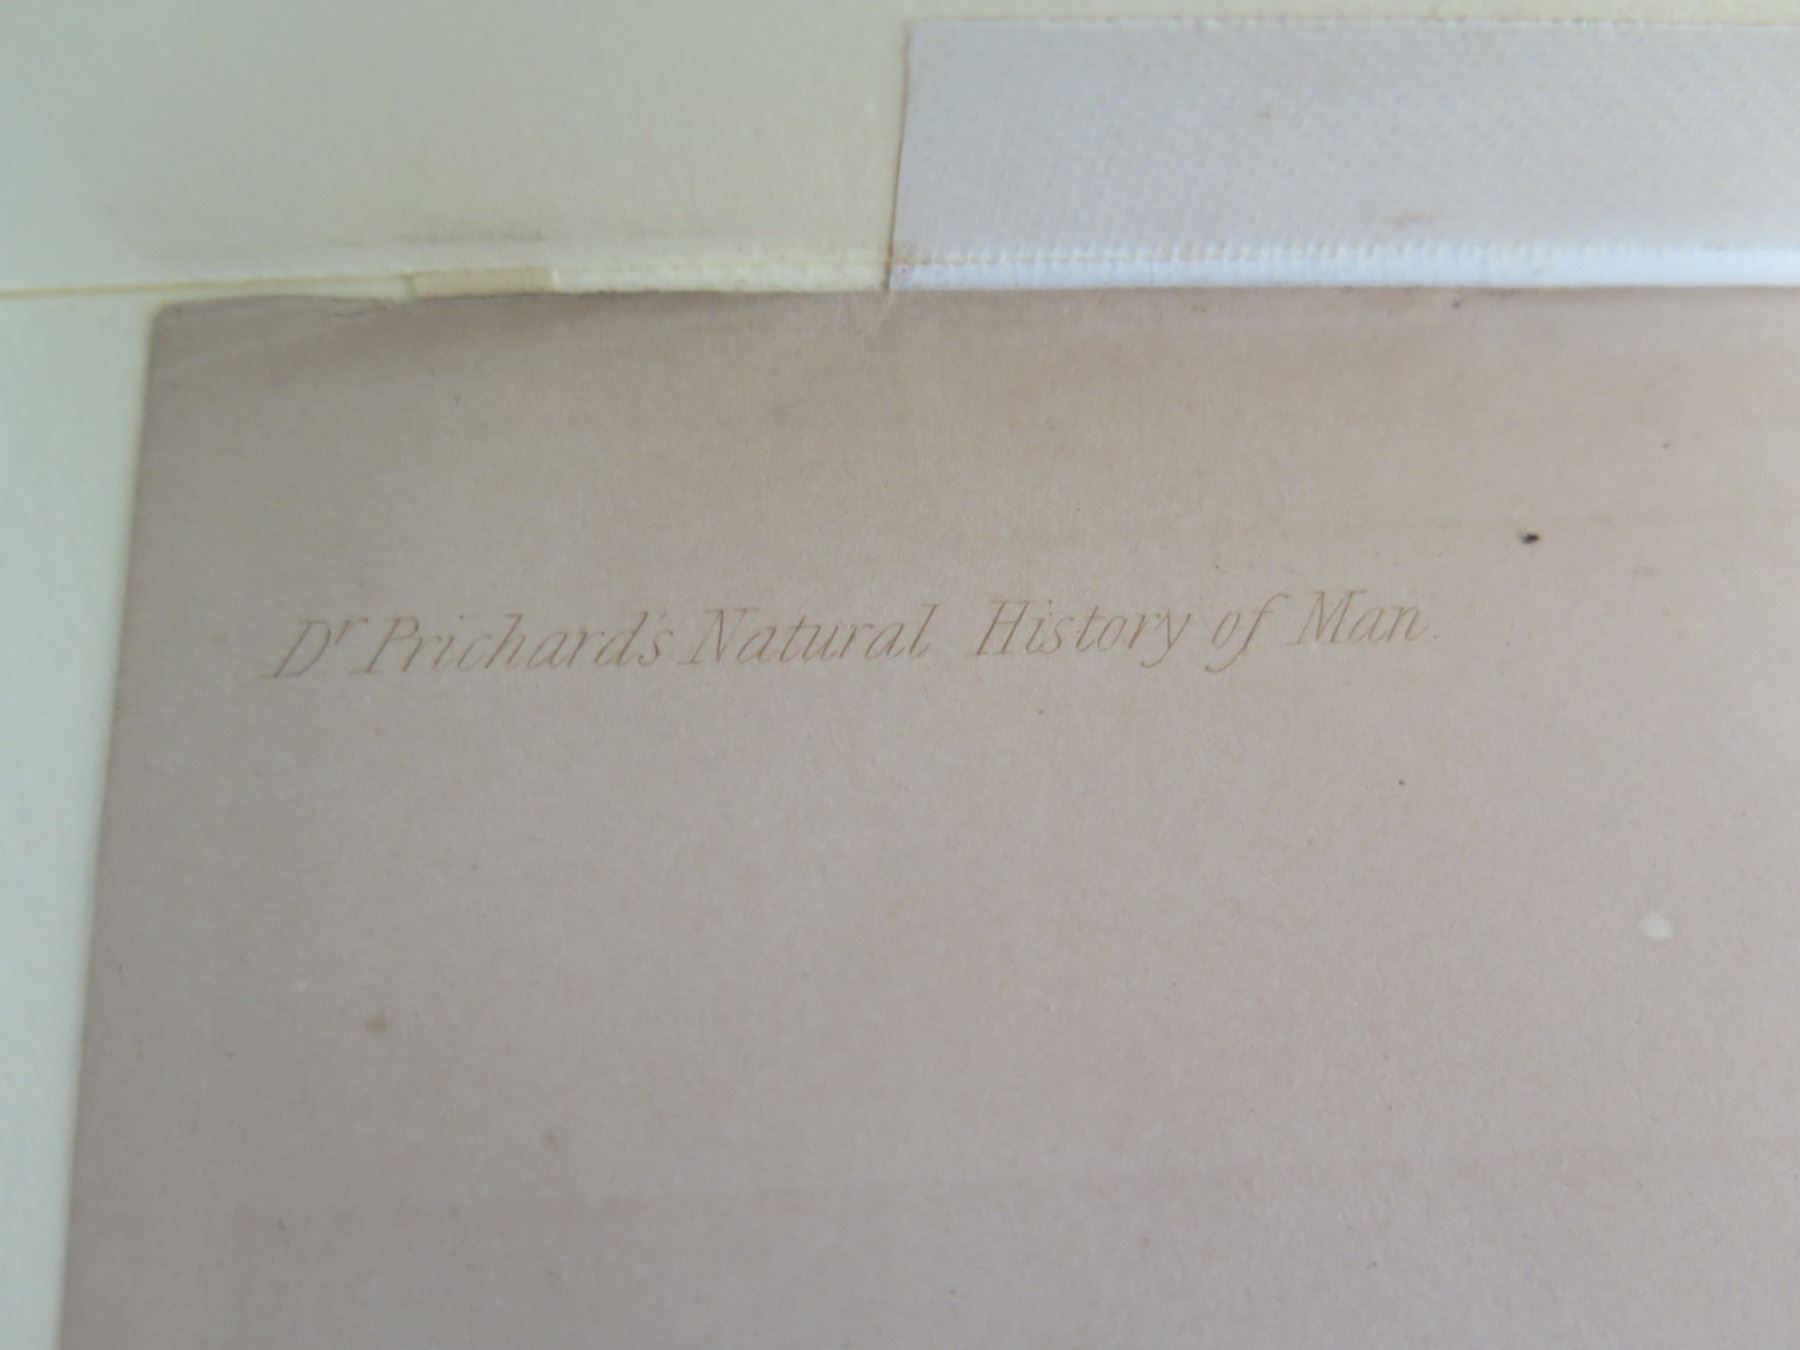 Dr Prichard's Natural History of Man.